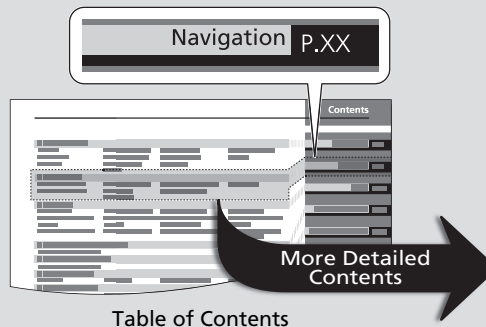 Navigation P.XX
Contents
More Detailed
Contents
Table of Contents